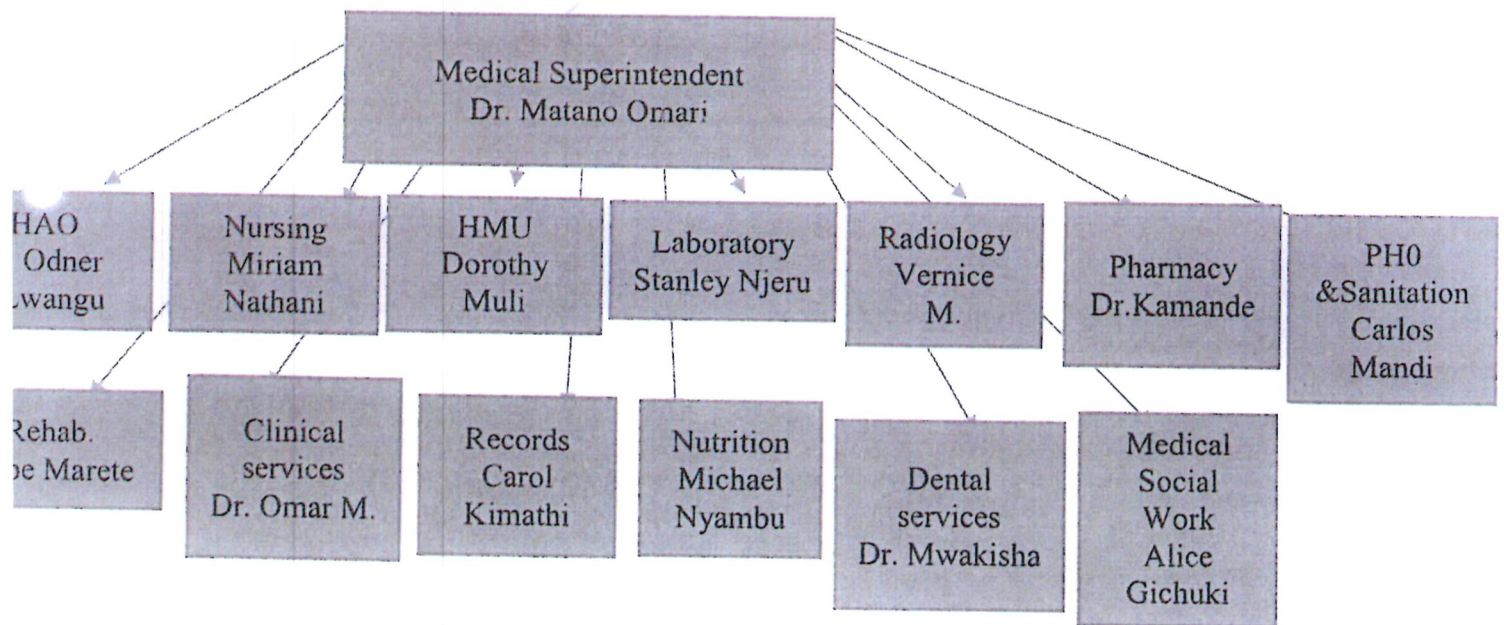 Medical Superintendent
Dr. Matano Omari
HAO
Odner
Nursing
Miriam
Nathani
HMU
Dorothy
Muli
Laboratory
Stanley Njeru
Radiology
Vernice
M.
Pharmacy
Dr.Kamande
PH0
&Sanitation
Carlos
Mandi
Rehab.
Marete
Clinical
services
Dr. Omar M.
Records
Carol
Kimathi
Nutrition
Michael
Nyambu
Dental
services
Dr. Mwakisha
Medical
Social
Work
Alice
Gichuki